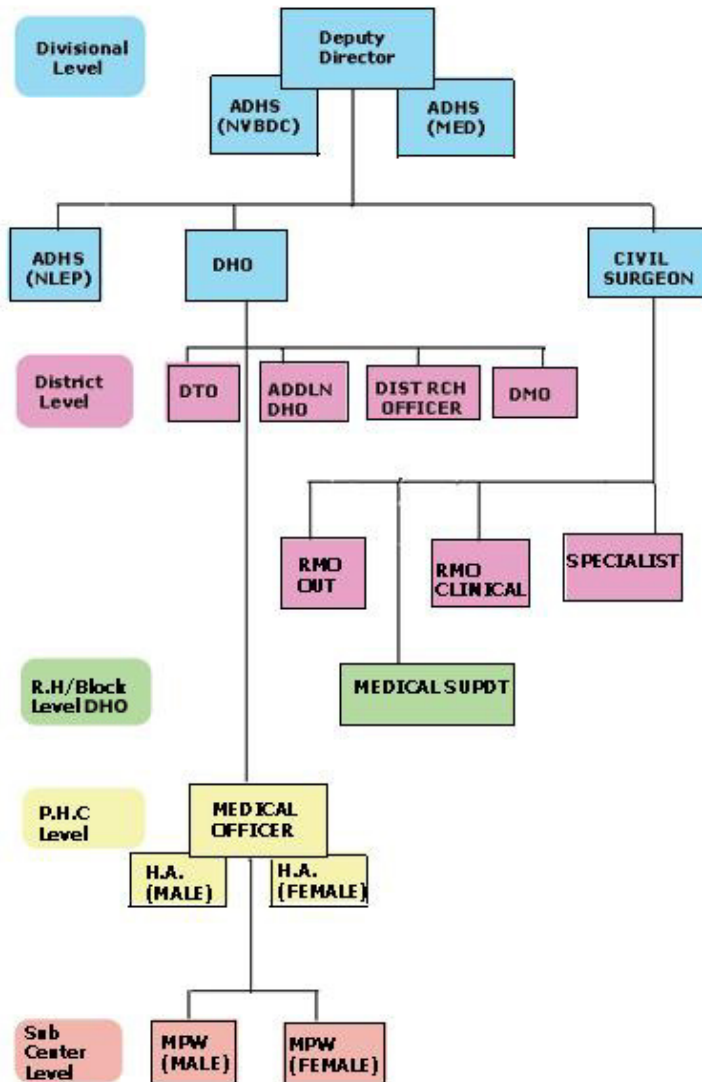 Divisional
Level
Deputy
Director
ADHS
(NVBDC)
ADHS
(MED)
ADHS
(NLEP)
DHO
CIVIL
SURGEON
District
Level
DTO
ADDLN
DHO
DIST RCH
OFFICER
DMO
RMO
OUT
RMO
CLINICAL
SPECIALIST
R.H/Block
Level DHO
MEDICAL SUPDT
P.H.C
Level
MEDICAL
OFFICER
H.A.
(MALE)
H.A.
(FEMALE)
Sub
Center
Level
MPW
(MALE)
MPW
(FEMALE)